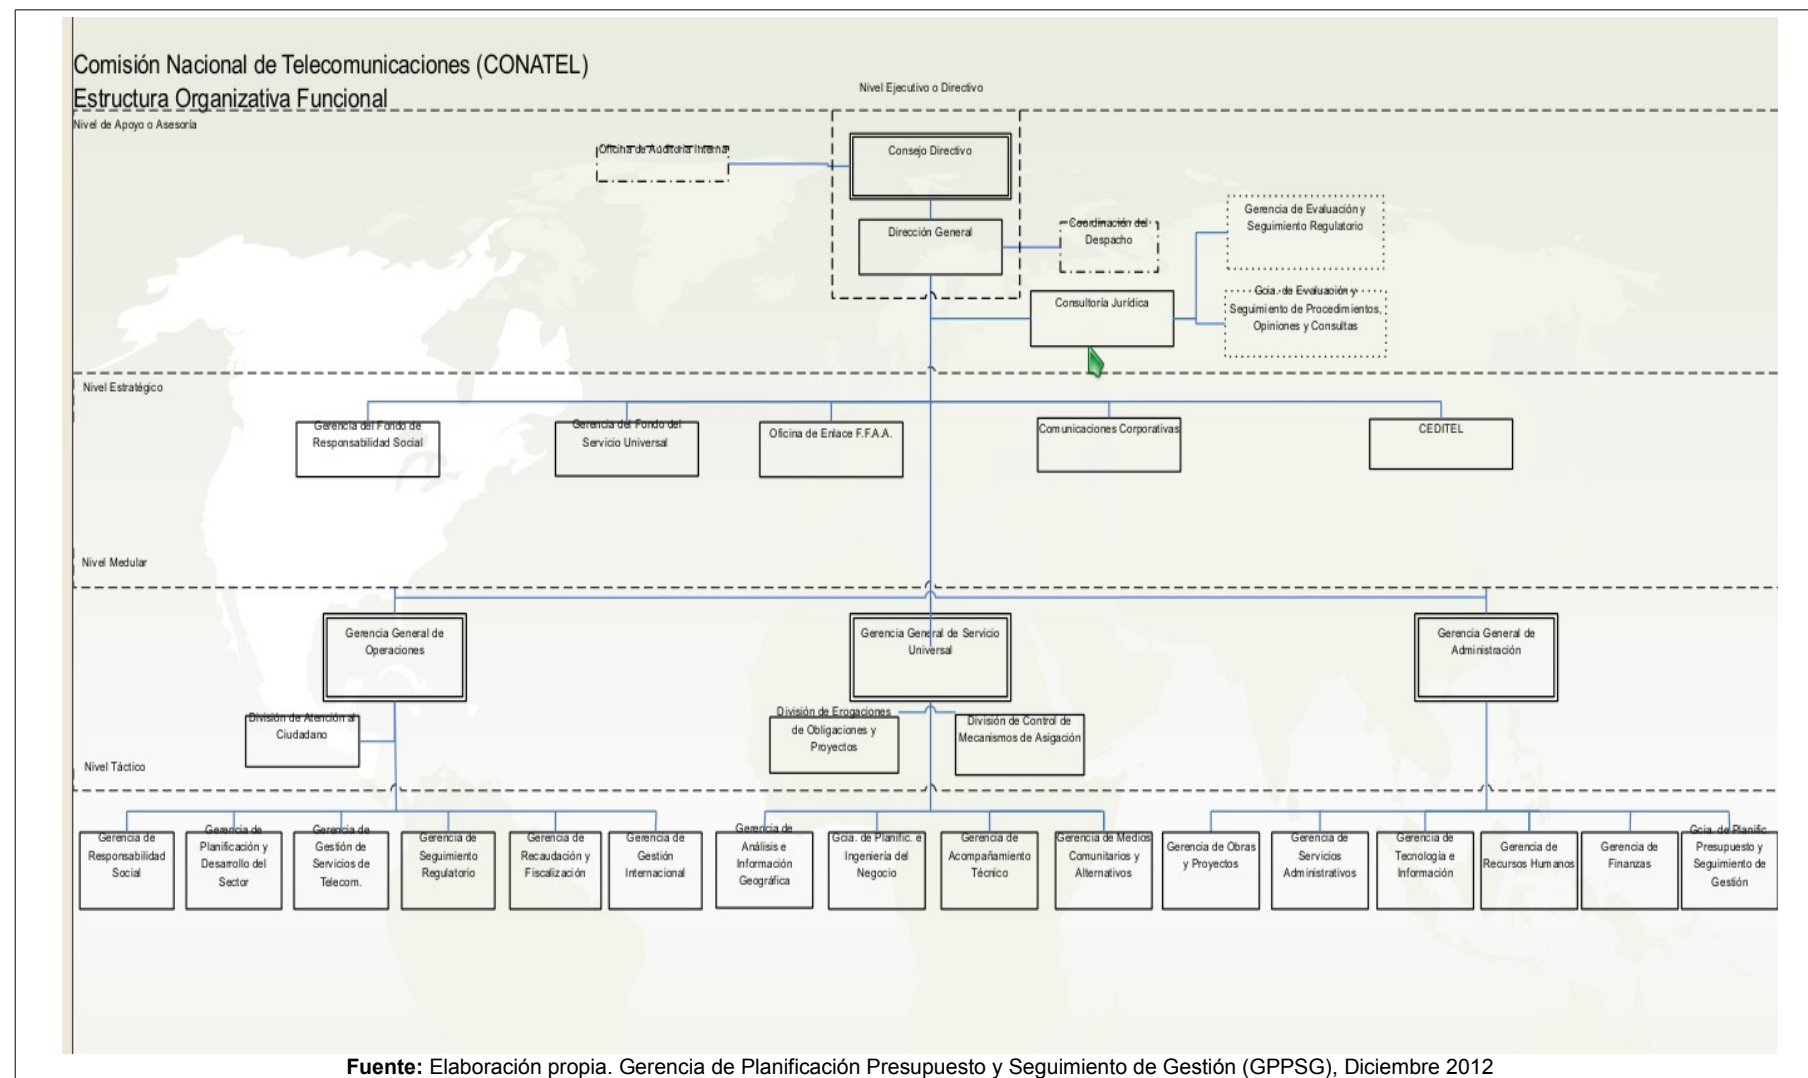 Comisión Nacional de Telecomunicaciones (CONATEL)
Estructura Organizativa Funcional
Nivel Ejecutivo o Directivo
Nivel de Apoyo o Asesoría
Oficina de Auditoria Interna
Consejo Directivo
Dirección General
Coordinación del
Despacho
Gerencia de Evaluación y
Seguimiento Regulatorio
Consultoría Jurídica
Gcia. de Evaluación y
Seguimiento de Procedimientos,
Opiniones y Consultas
Nivel Estratégico
Gerencia del Fondo de
Responsabilidad Social
Gerencia del Fondo del
Servicio Universal
Oficina de Enlace F.F.A.A.
Comunicaciones Corporativas
CEDITEL
Nivel Medular
Gerencia General de
Operaciones
Gerencia General de Servicio
Universal
Gerencia General de
Administración
División de Atención al
Ciudadano
División de Erogaciones
de Obligaciones y
Proyectos
División de Control de
Mecanismos de Asigación
Nivel Táctico
Gerencia de
Responsabilidad
Social
Gerencia de
Planificación y
Desarrollo del
Sector
Gerencia de
Gestión de
Servicios de
Telecom.
Gerencia de
Seguimiento
Regulatorio
Gerencia de
Recaudación y
Fiscalización
Gerencia de
Gestión
Internacional
Gerencia de
Análisis e
Información
Geográfica
Gcia. de Planific. e
Ingeniería del
Negocio
Gerencia de
Acompañamiento
Técnico
Gerencia de Medios
Comunitarios y
Alternativos
Gerencia de Obras
y Proyectos
Gerencia de
Servicios
Administrativos
Gerencia de
Tecnología e
Información
Gerencia de
Recursos Humanos
Gerencia de
Finanzas
Gcia. de Planific.
Presupuesto y
Seguimiento de
Gestión
Fuente: Elaboración propia. Gerencia de Planificación Presupuesto y Seguimiento de Gestión (GPPSG), Diciembre 2012